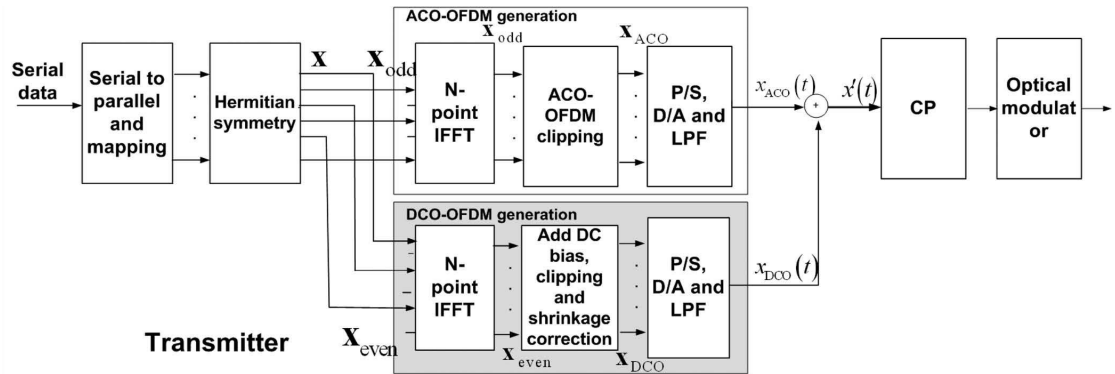 ACO-OFDM generation
Serial
data
Serial to
parallel
and
mapping
Hermitian
symmetry
X
X odd
N-
point
IFFT
x odd
ACO-
OFDM
clipping
x ACO
P/S,
D/A and
LPF
x ACO (t)
+
x'(t)
CP
Optical
modulat
or
DCO-OFDM generation
N-
point
IFFT
Add DC
bias,
clipping
and
shrinkage
correction
P/S,
D/A and
LPF
x DCO (t)
X even
x even
x DCO
Transmitter